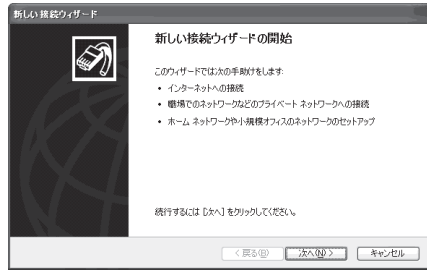 新しい接続ウィザード
新しい接続ウィザードの開始
このウィザードでは次の手助けをします:
• インターネットへの接続
• 職場でのネットワークなどのプライベート ネットワークへの接続
• ホーム ネットワークや小規模オフィスのネットワークのセットアップ
続行するには [次へ] をクリックしてください。
< 戻る(B)
次へ(N) >
キャンセル